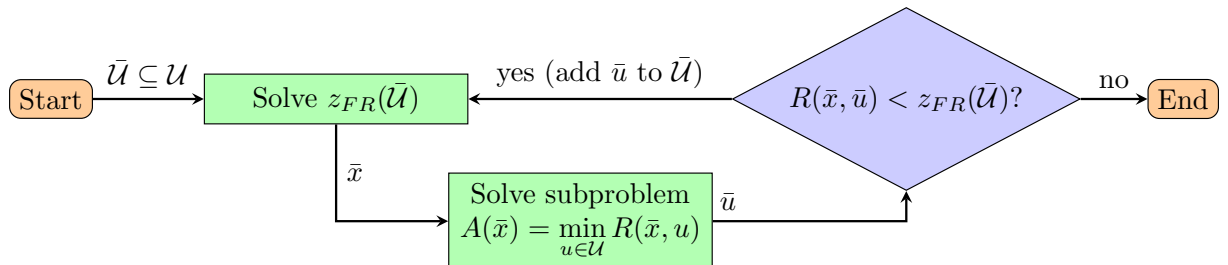 Start
𝒰̄ ⊆ 𝒰
Solve z_{FR}(𝒰̄)
yes (add ū to 𝒰̄)
R(x̄, ū) < z_{FR}(𝒰̄)?
no
End
x̄
Solve subproblem
A(x̄) = min_{u∈𝒰} R(x̄, u)
ū